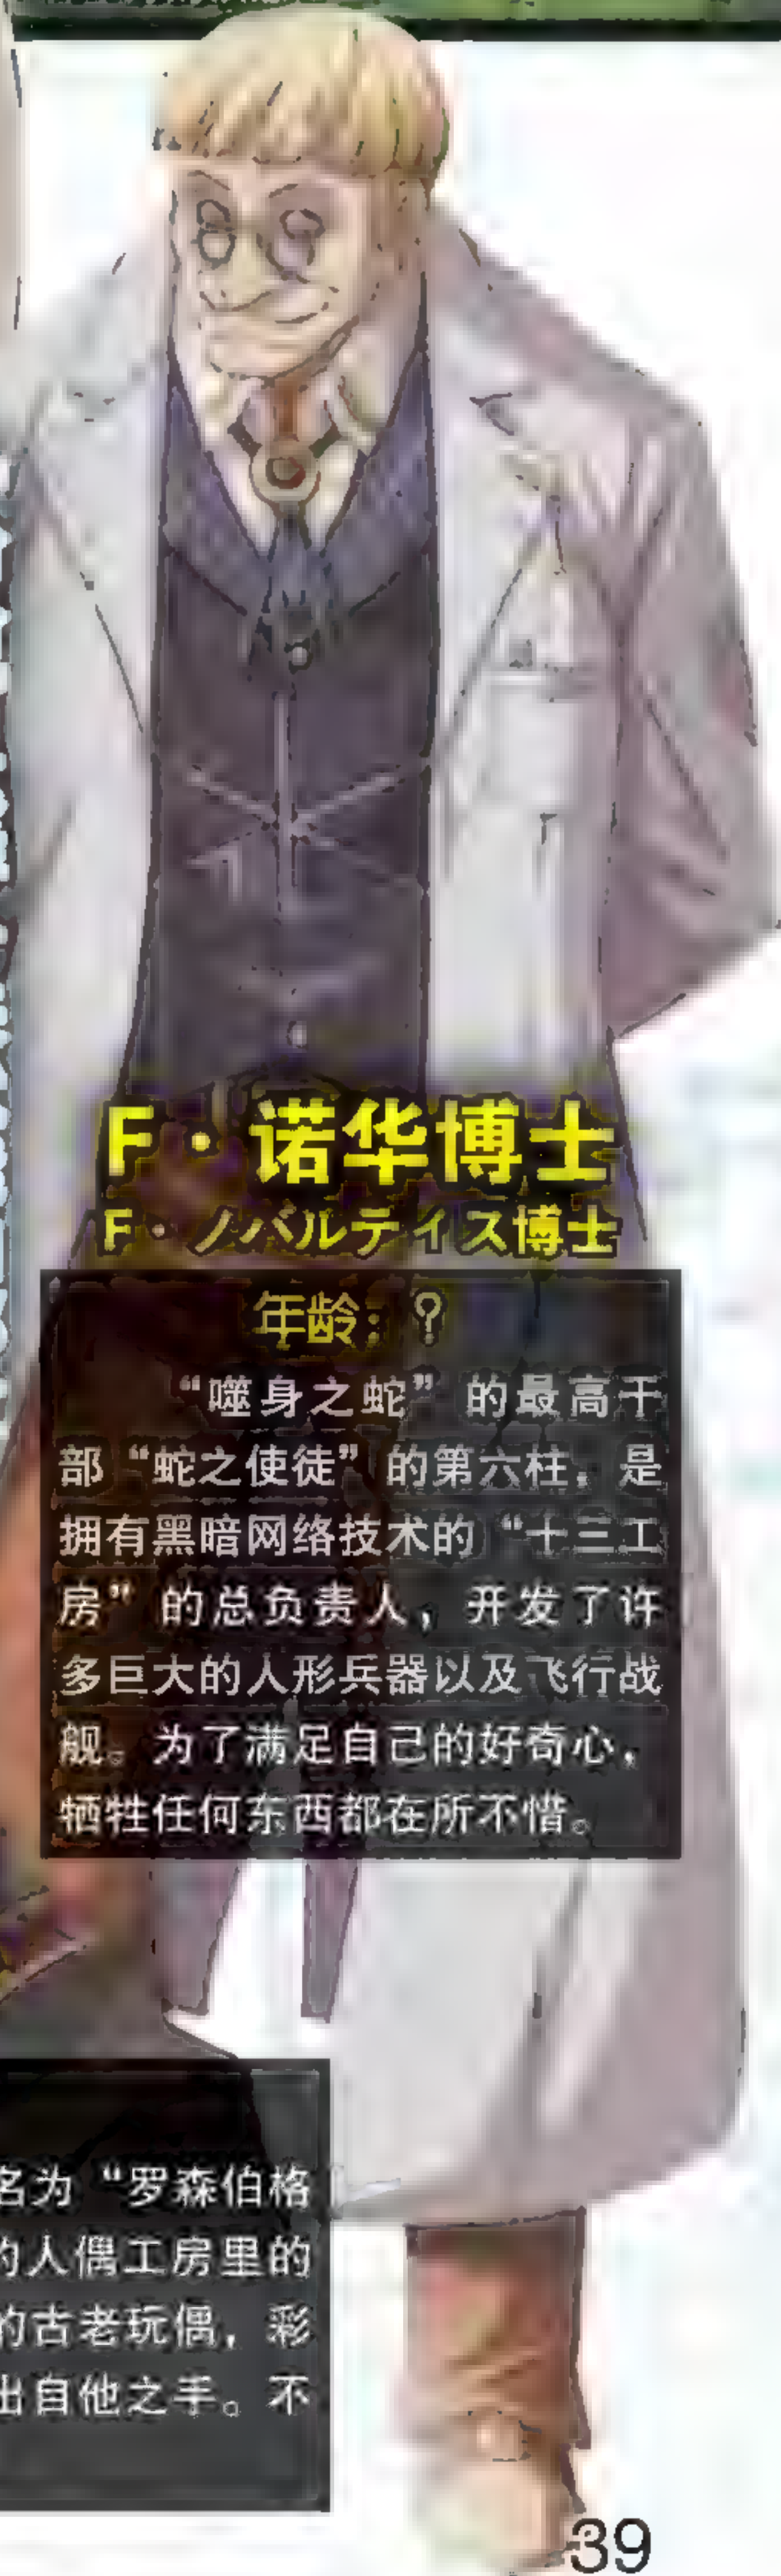 F·诺华博士
F·ノバルティス博士
年龄：？
“噬身之蛇”的最高干
部“蛇之使徒”的第六柱，是
拥有黑暗网络技术的“十三工
房”的总负责人，开发了许
多巨大的人形兵器以及飞行战
舰。为了满足自己的好奇心，
牺牲任何东西都在所不惜。
名为“罗森伯格
的人偶工房里的
的古老玩偶，彩
出自他之手。不
39